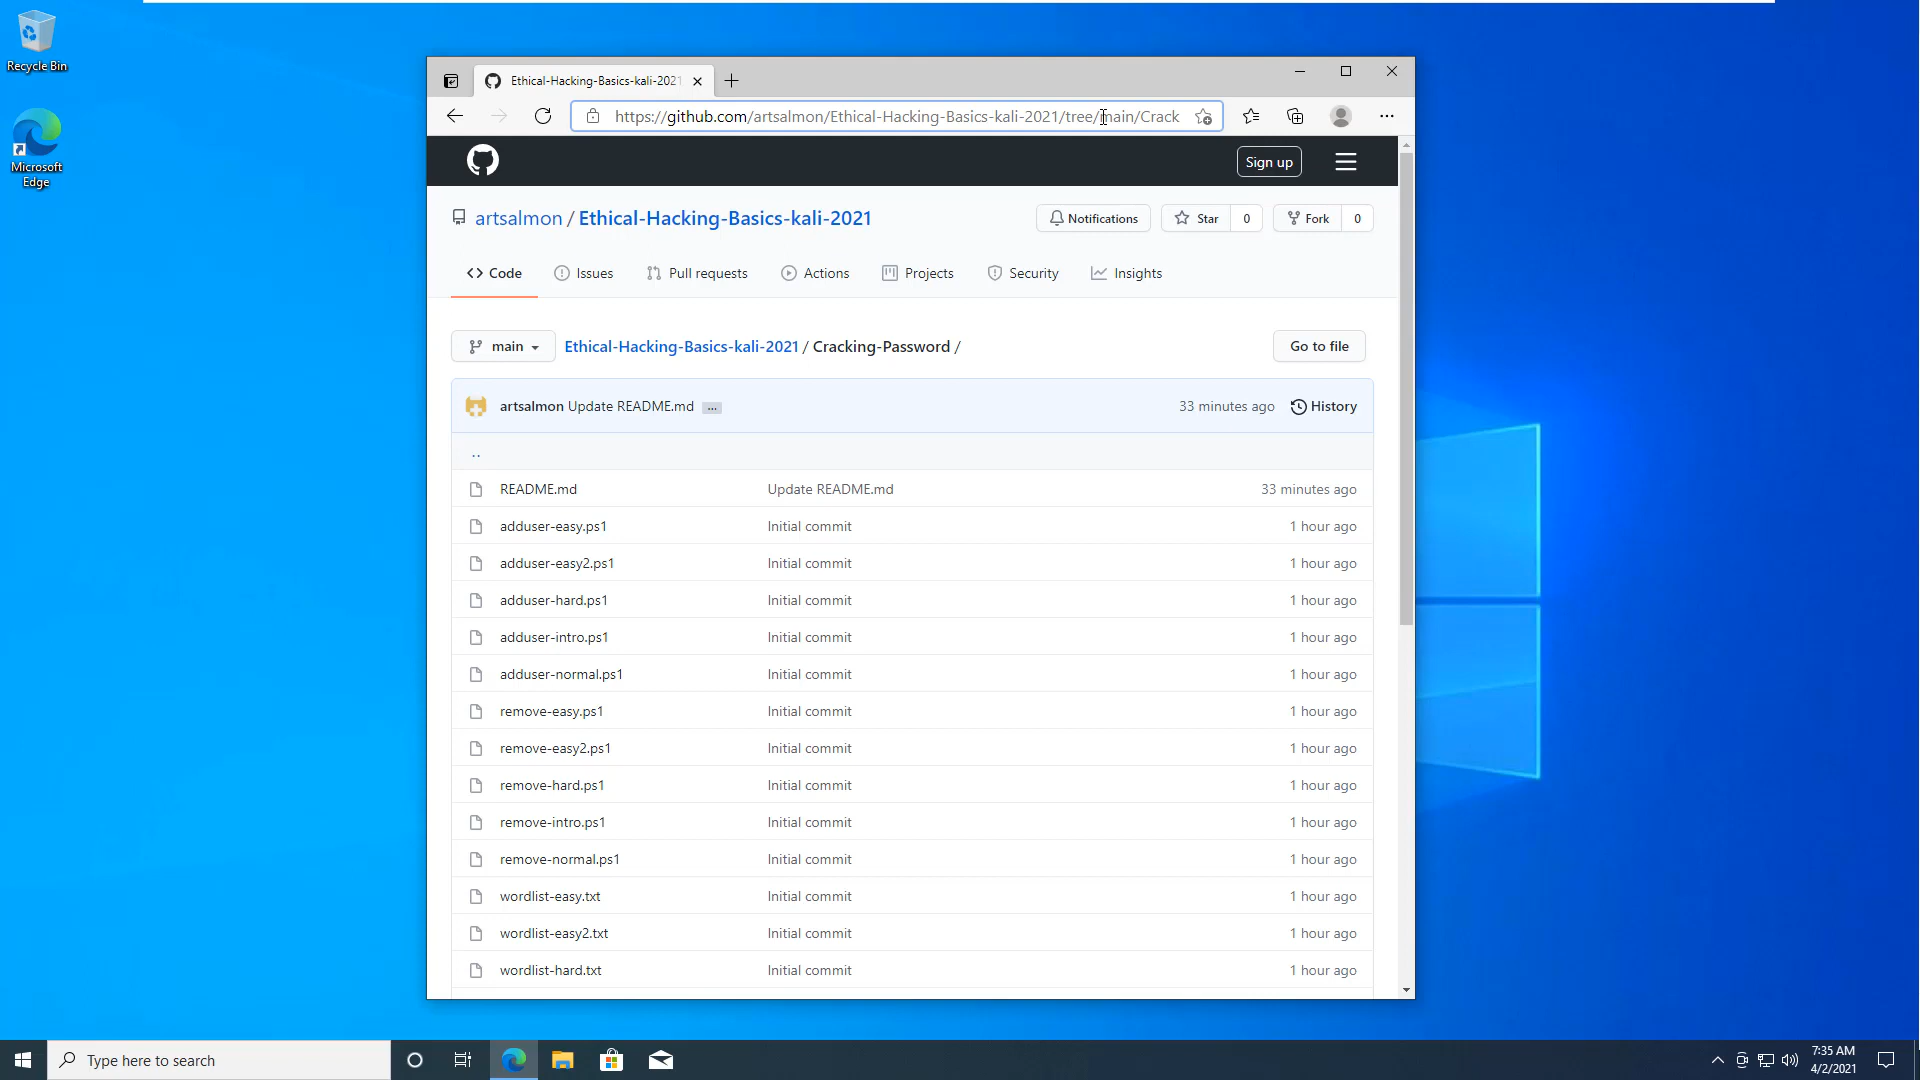 Recycle Bin
Microsoft
Edge
Ethical-Hacking-Basics-kali-2021
https://github.com/artsalmon/Ethical-Hacking-Basics-kali-2021/tree/main/Crack
Sign up
artsalmon / Ethical-Hacking-Basics-kali-2021
Notifications
Star 0
Fork 0
Code
Issues
Pull requests
Actions
Projects
Security
Insights
main
Ethical-Hacking-Basics-kali-2021 / Cracking-Password /
Go to file
artsalmon Update README.md ...
33 minutes ago
History
..
README.md Update README.md 33 minutes ago
adduser-easy.ps1 Initial commit 1 hour ago
adduser-easy2.ps1 Initial commit 1 hour ago
adduser-hard.ps1 Initial commit 1 hour ago
adduser-intro.ps1 Initial commit 1 hour ago
adduser-normal.ps1 Initial commit 1 hour ago
remove-easy.ps1 Initial commit 1 hour ago
remove-easy2.ps1 Initial commit 1 hour ago
remove-hard.ps1 Initial commit 1 hour ago
remove-intro.ps1 Initial commit 1 hour ago
remove-normal.ps1 Initial commit 1 hour ago
wordlist-easy.txt Initial commit 1 hour ago
wordlist-easy2.txt Initial commit 1 hour ago
wordlist-hard.txt Initial commit 1 hour ago
Type here to search
7:35 AM
4/2/2021